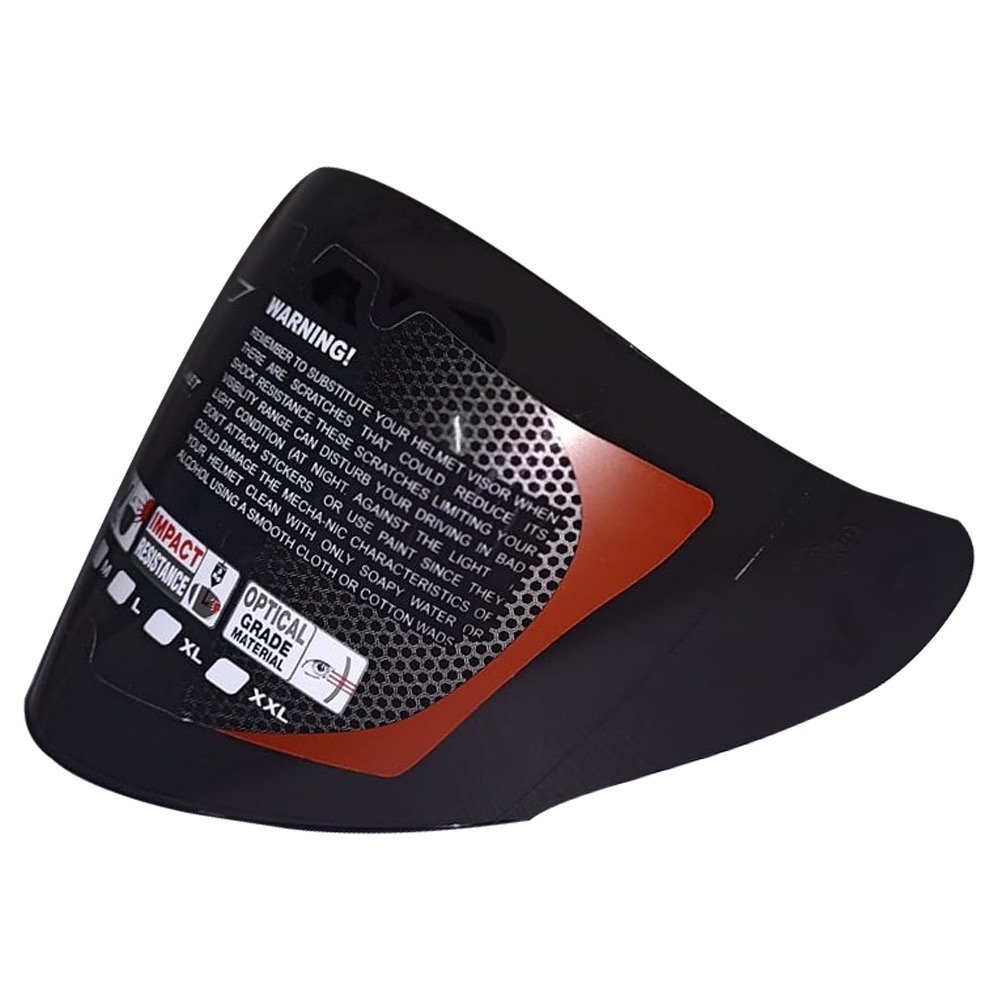 WARNING!
REMEMBER TO SUBSTITUTE YOUR HELMET VISOR WHEN
THERE ARE SCRATCHES THAT COULD REDUCE ITS
SHOCK RESISTANCE THESE SCRATCHES LIMITING YOUR
VISIBILITY RANGE CAN DISTURB YOUR DRIVING IN BAD
LIGHT CONDITION (AT NIGHT. AGAINST THE LIGHT
DON'T ATTACH STICKERS OR USE PAINT SINCE THEY
COULD DAMAGE THE MECHA-NIC CHARACTERISTICS OF
YOUR HELMET CLEAN WITH ONLY SOAPY WATER OR
ALCOHOL USING A SMOOTH CLOTH OR COTTON WADS.
IMPACT
RESISTANCE
OPTICAL
GRADE
MATERIAL
M
L
XL
XXL